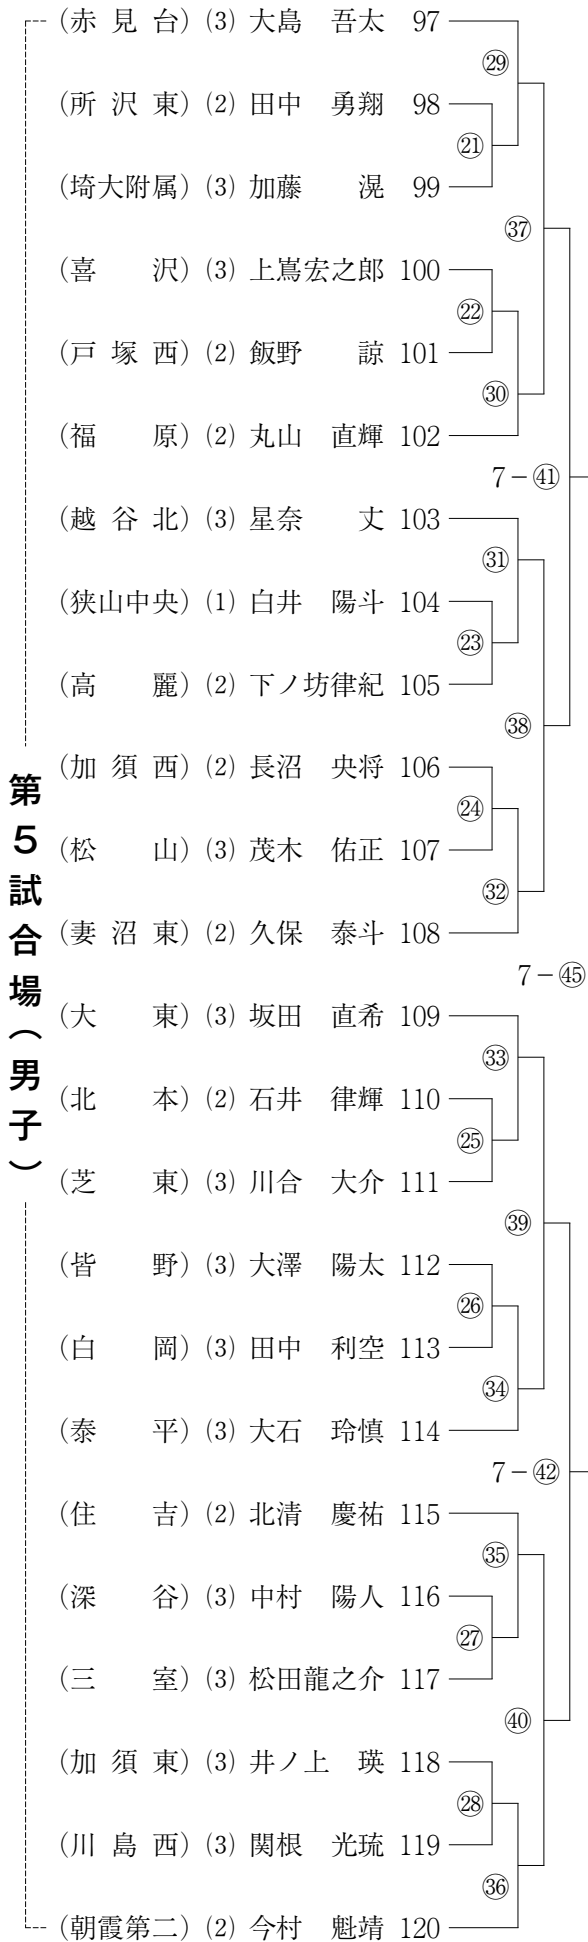 第5試合場(男子)
(赤見台) (3) 大島 吾太 97
㉙
(所沢東) (2) 田中 勇翔 98
㉑
(埼大附属) (3) 加藤 滉 99
㊲
(喜沢) (3) 上嶌宏之郎 100
㉒
(戸塚西) (2) 飯野 諒 101
㉚
(福原) (2) 丸山 直輝 102
7-㊶
(越谷北) (3) 星奈 丈 103
㉛
(狭山中央) (1) 白井 陽斗 104
㉓
(高麗) (2) 下ノ坊律紀 105
㊳
(加須西) (2) 長沼 央将 106
㉔
(松山) (3) 茂木 佑正 107
㉜
(妻沼東) (2) 久保 泰斗 108
7-㊺
(大東) (3) 坂田 直希 109
㉝
(北本) (2) 石井 律輝 110
㉕
(芝東) (3) 川合 大介 111
㊴
(皆野) (3) 大澤 陽太 112
㉖
(白岡) (3) 田中 利空 113
㉞
(泰平) (3) 大石 玲慎 114
7-㊷
(住吉) (2) 北清 慶祐 115
㉟
(深谷) (3) 中村 陽人 116
㉗
(三室) (3) 松田龍之介 117
㊵
(加須東) (3) 井ノ上 瑛 118
㉘
(川島西) (3) 関根 光琉 119
㊱
(朝霞第二) (2) 今村 魁靖 120